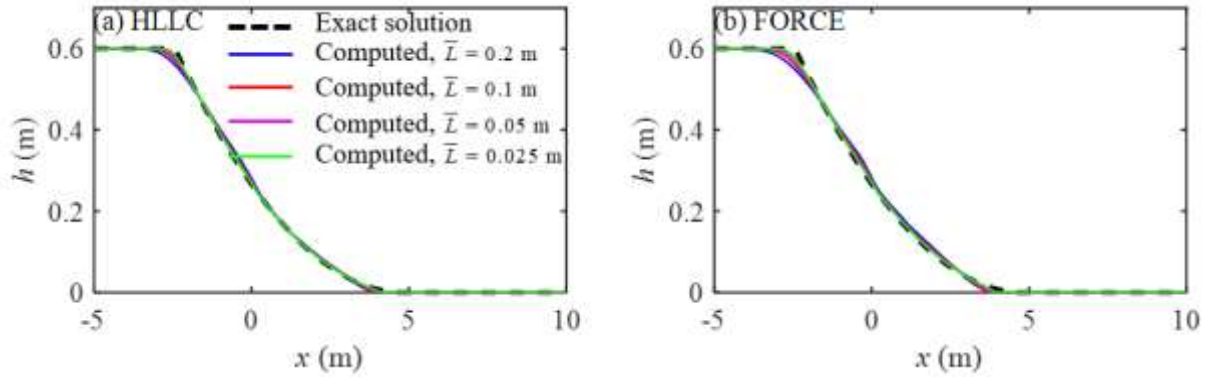 (a) HLLC
Exact solution
Computed, L̅ = 0.2 m
Computed, L̅ = 0.1 m
Computed, L̅ = 0.05 m
Computed, L̅ = 0.025 m
0.6
0.4
0.2
0
h (m)
-5 0 5 10
x (m)
(b) FORCE
0.6
0.4
0.2
0
h (m)
-5 0 5 10
x (m)